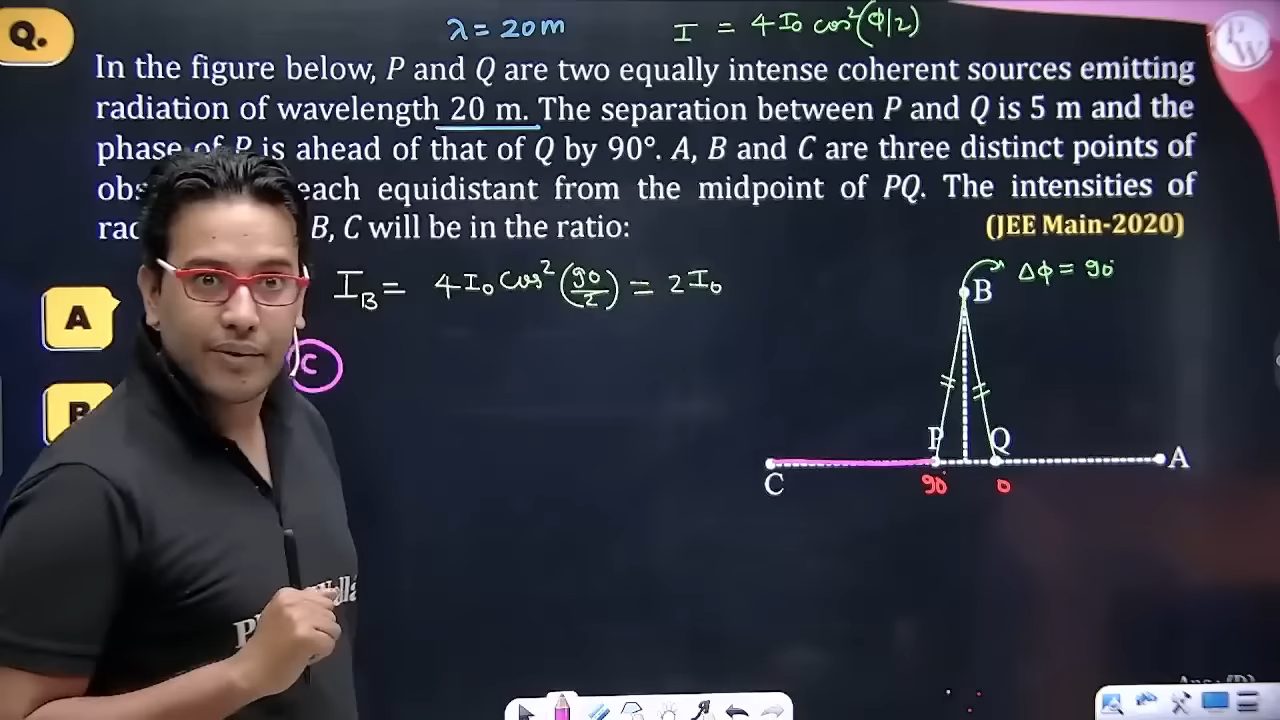 Q.
λ = 20m
I = 4I₀ cos²(Φ/2)
PW
In the figure below, P and Q are two equally intense coherent sources emitting
radiation of wavelength 20 m. The separation between P and Q is 5 m and the
phase of P is ahead of that of Q by 90°. A, B and C are three distinct points of
each equidistant from the midpoint of PQ. The intensities of
B, C will be in the ratio:
(JEE Main-2020)
I_B = 4I₀ cos²(90/2) = 2I₀
B Δφ = 90°
A
C
P Q
C A
90° 0